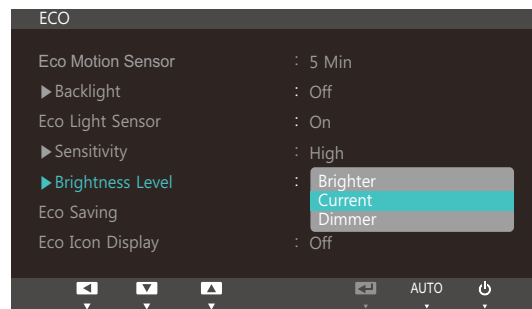 ECO
Eco Motion Sensor : 5 Min
▶Backlight : Off
Eco Light Sensor : On
▶Sensitivity : High
▶Brightness Level : Brighter
Current
Dimmer
Eco Saving
Eco Icon Display : Off
AUTO